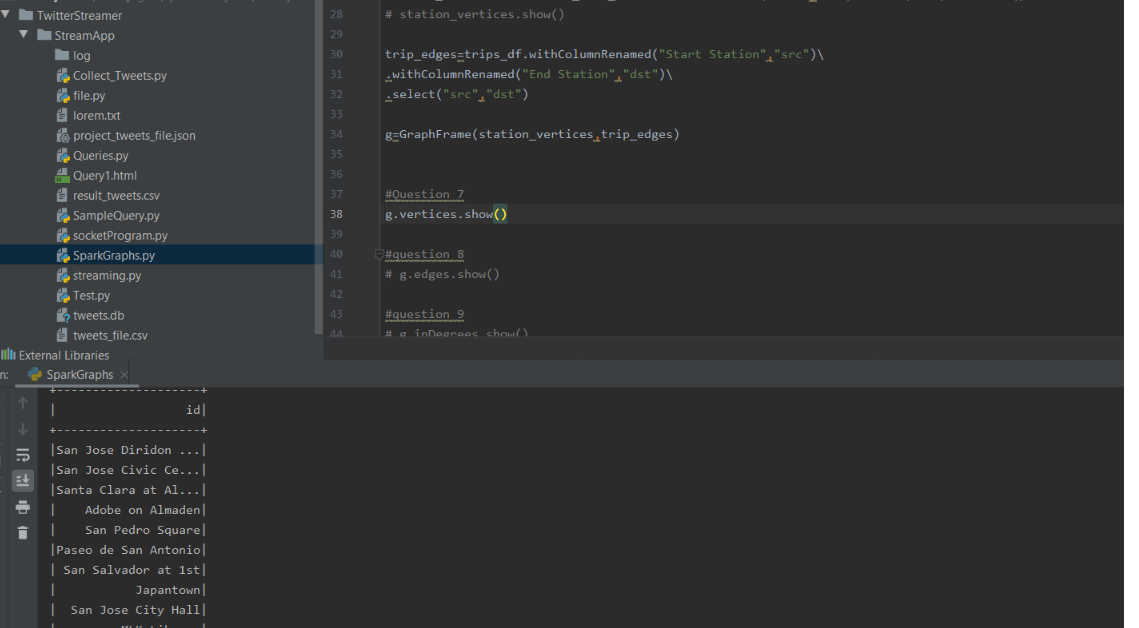 TwitterStreamer
StreamApp
log
Collect_Tweets.py
file.py
lorem.txt
project_tweets_file.json
Queries.py
Query1.html
result_tweets.csv
SampleQuery.py
socketProgram.py
SparkGraphs.py
streaming.py
Test.py
tweets.db
tweets_file.csv
External Libraries
28 # station_vertices.show()
29
30 trip_edges=trips_df.withColumnRenamed("Start Station","src")\
31 .withColumnRenamed("End Station","dst")\
32 .select("src","dst")
33
34 g=GraphFrame(station_vertices,trip_edges)
35
36
37 #Question 7
38 g.vertices.show()
39
40 #question 8
41 # g.edges.show()
42
43 #question 9
44 # g.inDegrees.show()
n: SparkGraphs
+--------------------+
|                  id|
+--------------------+
|San Jose Diridon ...|
|San Jose Civic Ce...|
|Santa Clara at Al...|
|    Adobe on Almaden|
|    San Pedro Square|
|Paseo de San Antonio|
| San Salvador at 1st|
|           Japantown|
|  San Jose City Hall|